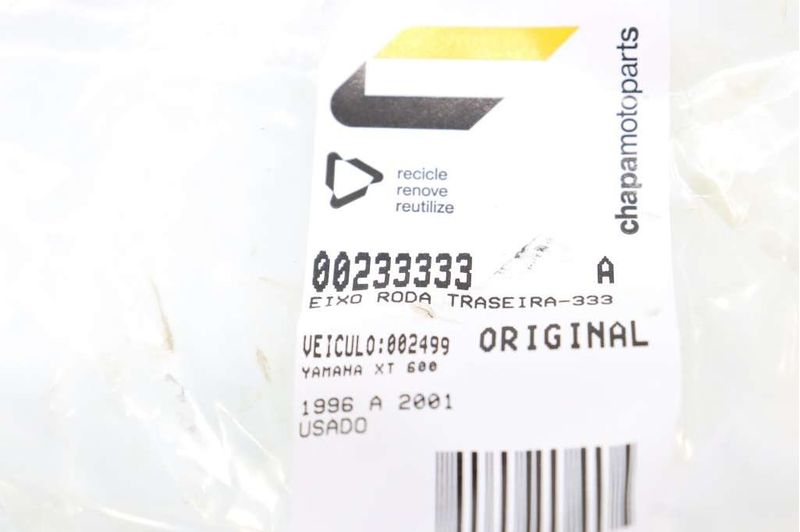 chapamotoparts
recicle
renove
reutilize
00233333 A
EIXO RODA TRASEIRA-333
VEICULO:002499 ORIGINAL
YAMAHA XT 600
1996 A 2001
USADO